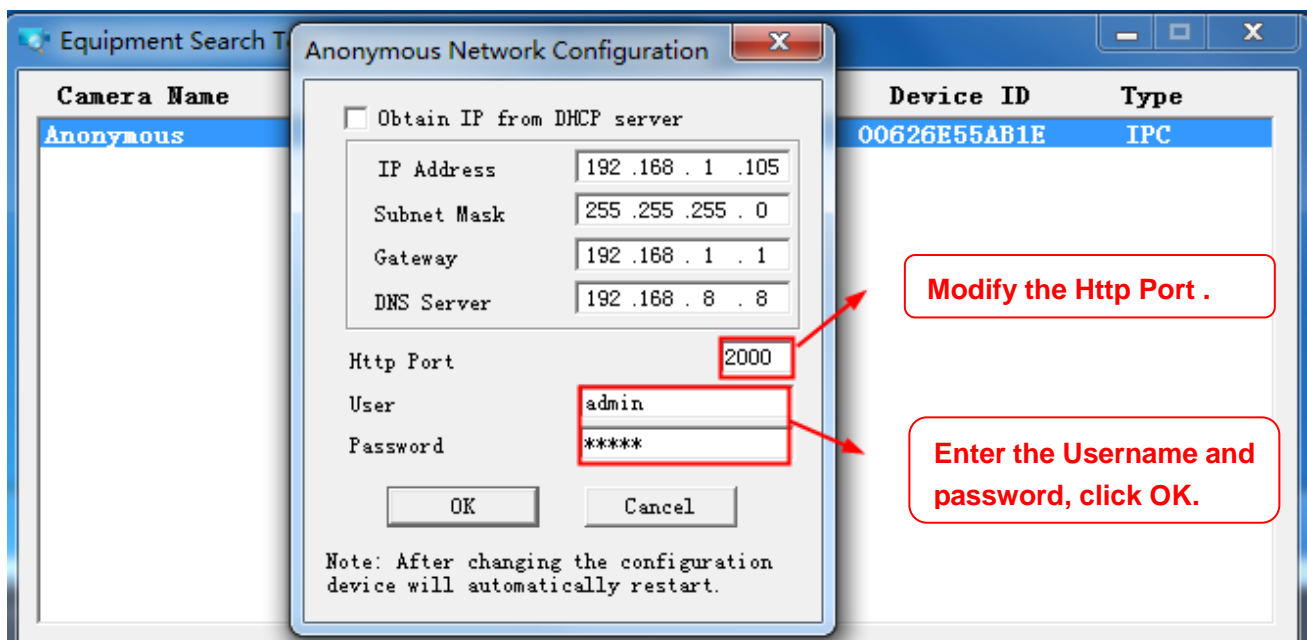 Equipment Search T
Anonymous Network Configuration
Camera Name Device ID Type
Anonymous 00626E55AB1E IPC
Obtain IP from DHCP server
IP Address 192 .168 . 1 .105
Subnet Mask 255 .255 .255 . 0
Gateway 192 .168 . 1 . 1
DNS Server 192 .168 . 8 . 8
Modify the Http Port .
Http Port 2000
User admin
Password *****
Enter the Username and
password, click OK.
OK Cancel
Note: After changing the configuration
device will automatically restart.